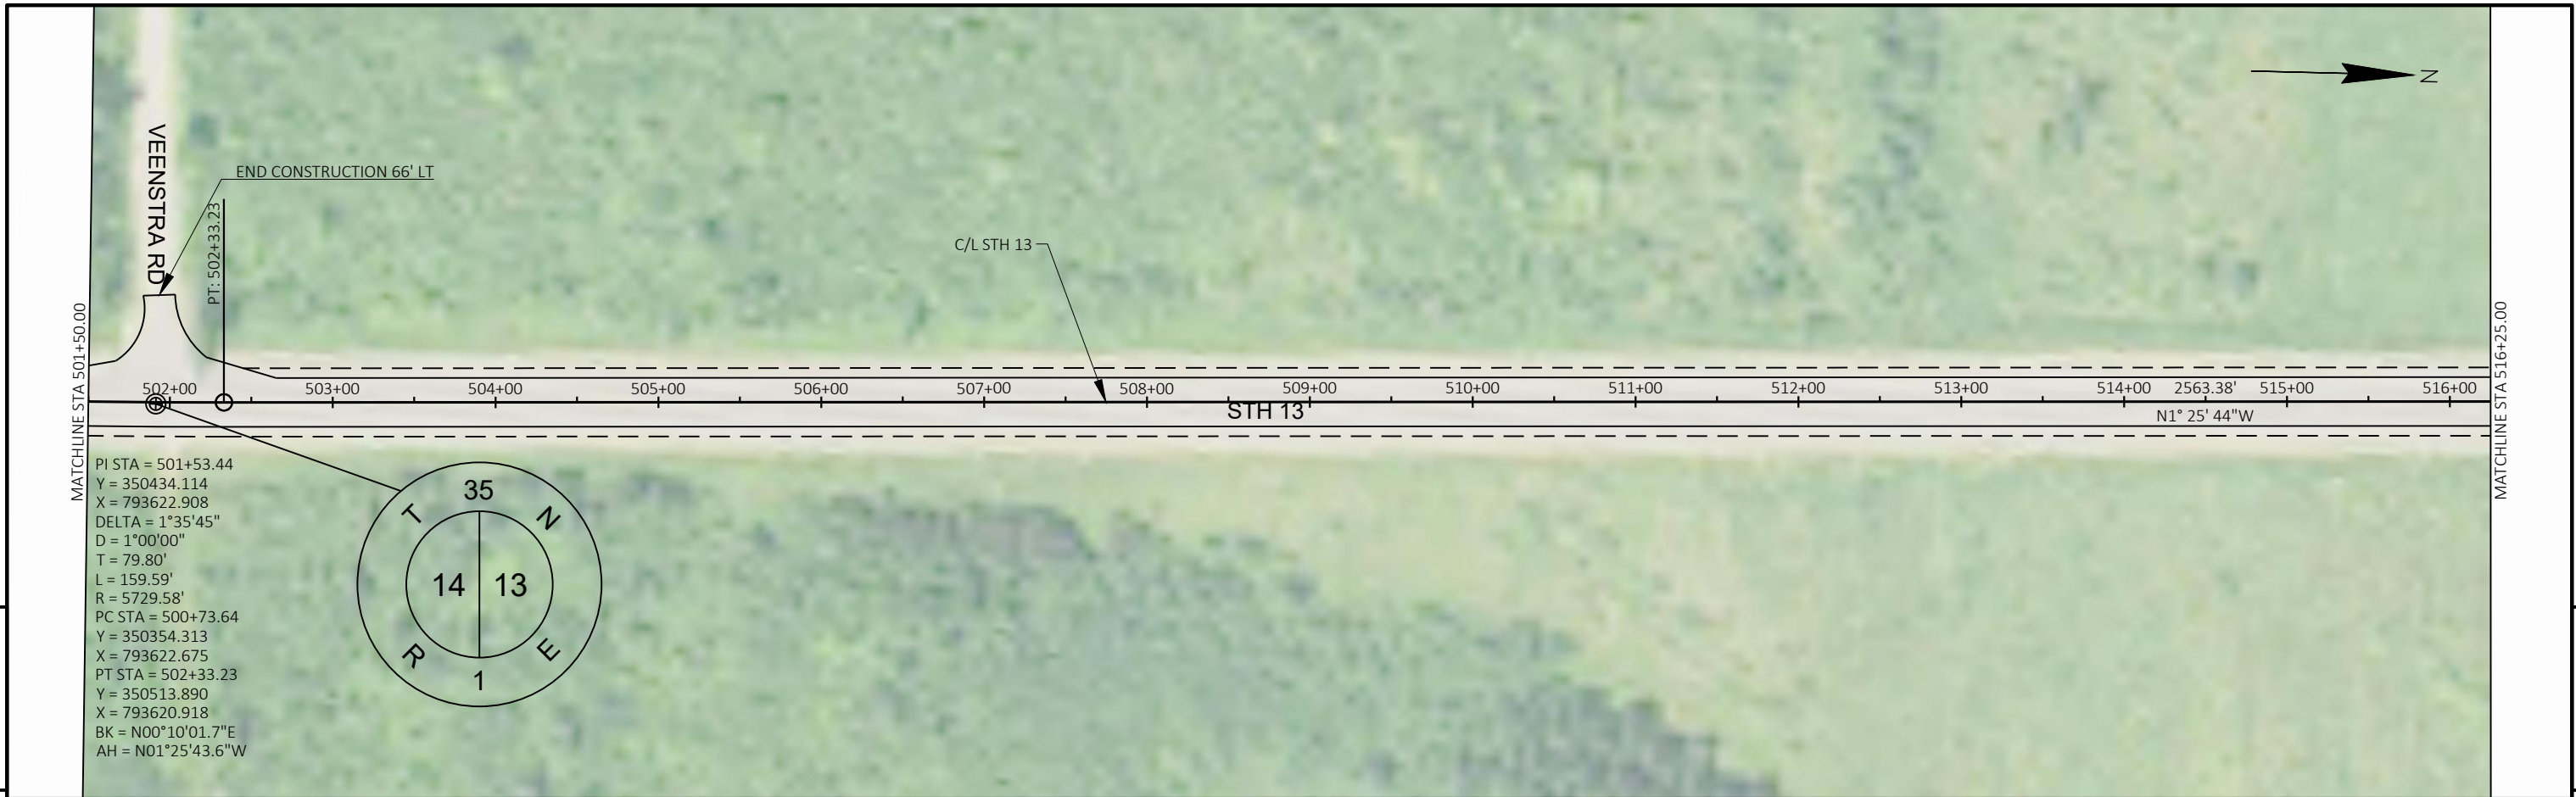 N
VEENSTRA RD
END CONSTRUCTION 66' LT
PT: 502+33.23
C/L STH 13
MATCHLINE STA 501+50.00
MATCHLINE STA 516+25.00
502+00 503+00 504+00 505+00 506+00 507+00 508+00 509+00 510+00 511+00 512+00 513+00 514+00 2563.38' 515+00 516+00
STH 13
N1° 25' 44"W
PI STA = 501+53.44
Y = 350434.114
X = 793622.908
DELTA = 1°35'45"
D = 1°00'00"
T = 79.80'
L = 159.59'
R = 5729.58'
PC STA = 500+73.64
Y = 350354.313
X = 793622.675
PT STA = 502+33.23
Y = 350513.890
X = 793620.918
BK = N00°10'01.7"E
AH = N01°25'43.6"W
T 35 N
14 13
R 1 E